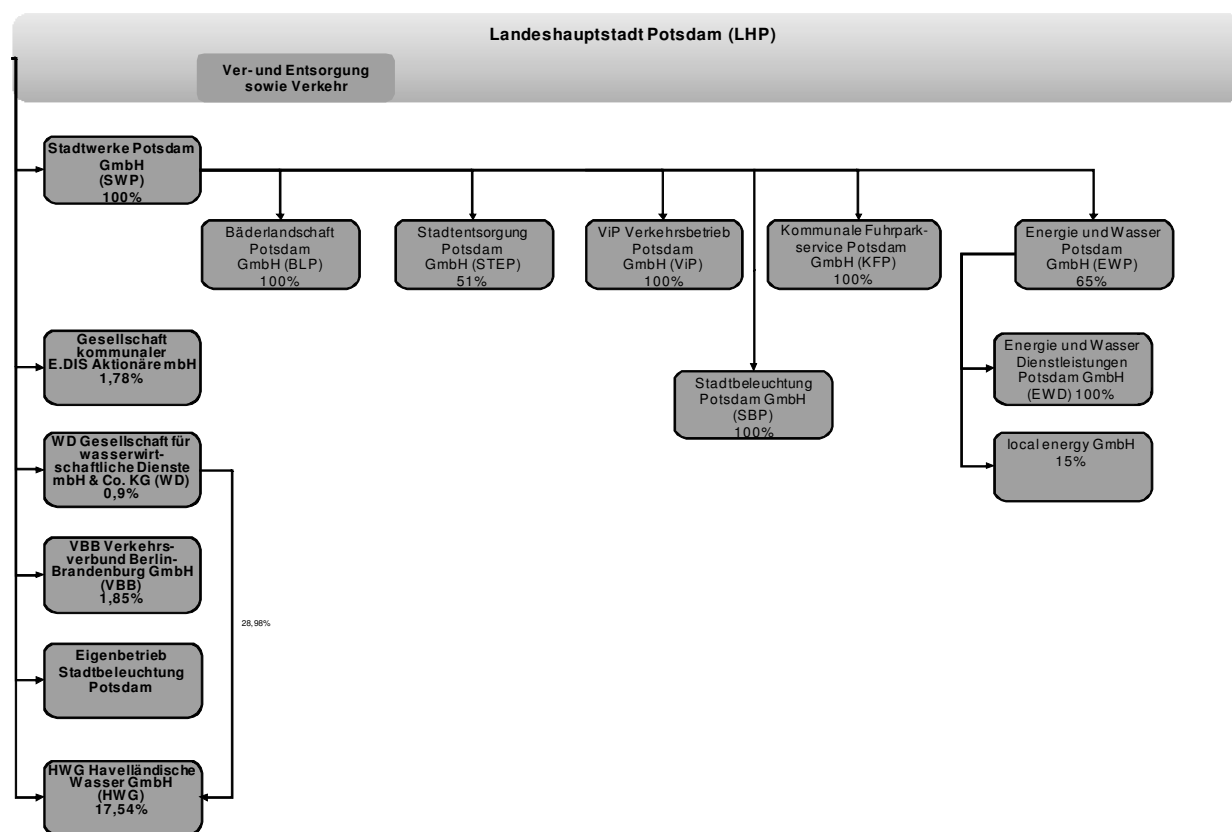 Landeshauptstadt Potsdam (LHP)
Ver- und Entsorgung
sowie Verkehr
Stadtwerke Potsdam
GmbH
(SWP)
100%
Bäderlandschaft
Potsdam
GmbH (BLP)
100%
Stadtentsorgung
Potsdam
GmbH (STEP)
51%
ViP Verkehrsbetrieb
Potsdam
GmbH (ViP)
100%
Kommunale Fuhrpark-
service Potsdam
GmbH (KFP)
100%
Energie und Wasser
Potsdam
GmbH (EWP)
65%
Gesellschaft
kommunaler
E.DIS Aktionäre mbH
1,78%
Energie und Wasser
Dienstleistungen
Potsdam GmbH
(EWD) 100%
Stadtbeleuchtung
Potsdam GmbH
(SBP)
100%
WD Gesellschaft für
wasserwirt-
schaftliche Dienste
mbH & Co. KG (WD)
0,9%
local energy GmbH
15%
VBB Verkehrs-
verbund Berlin-
Brandenburg GmbH
(VBB)
1,85%
28,98%
Eigenbetrieb
Stadtbeleuchtung
Potsdam
HWG Havelländische
Wasser GmbH
(HWG)
17,54%